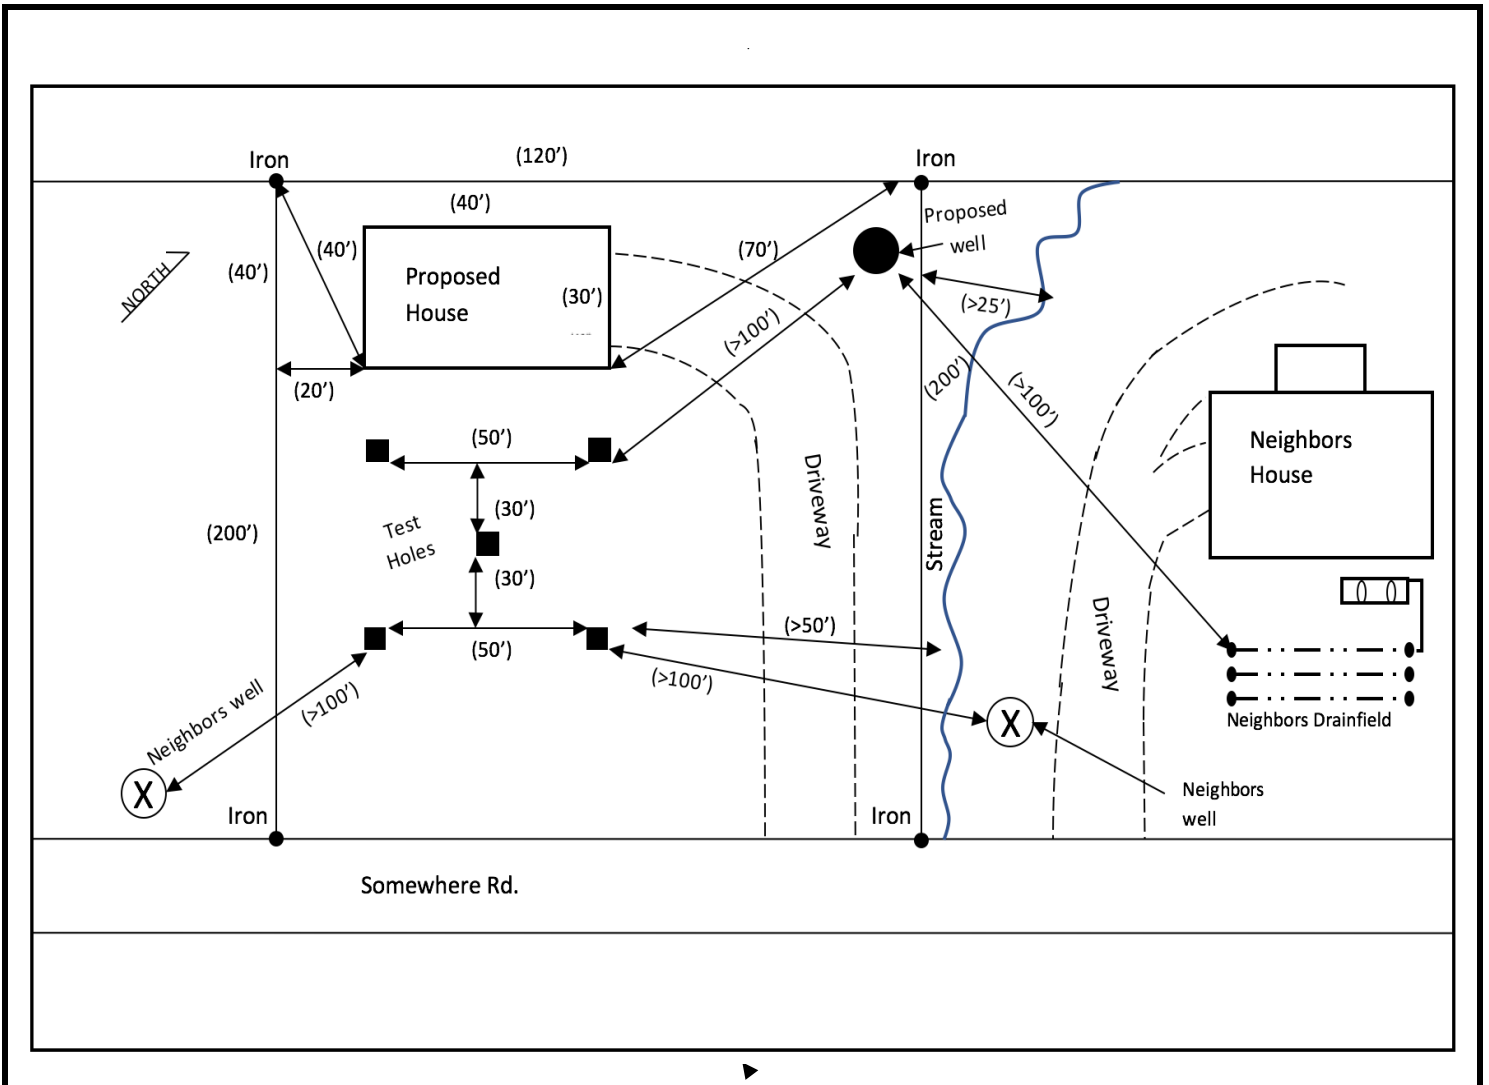 Iron
(120')
Iron
(40')
Proposed
well
(40')
(40')
(70')
NORTH
Proposed
House
(30')
(>25')
(>100')
(20')
(200')
(>100')
(50')
Neighbors
House
Driveway
(30')
Test
Holes
(200')
Stream
(30')
Driveway
(>50')
(50')
(>100')
Neighbors well
(>100')
Neighbors Drainfield
X
X
Neighbors
well
Iron
Iron
Somewhere Rd.